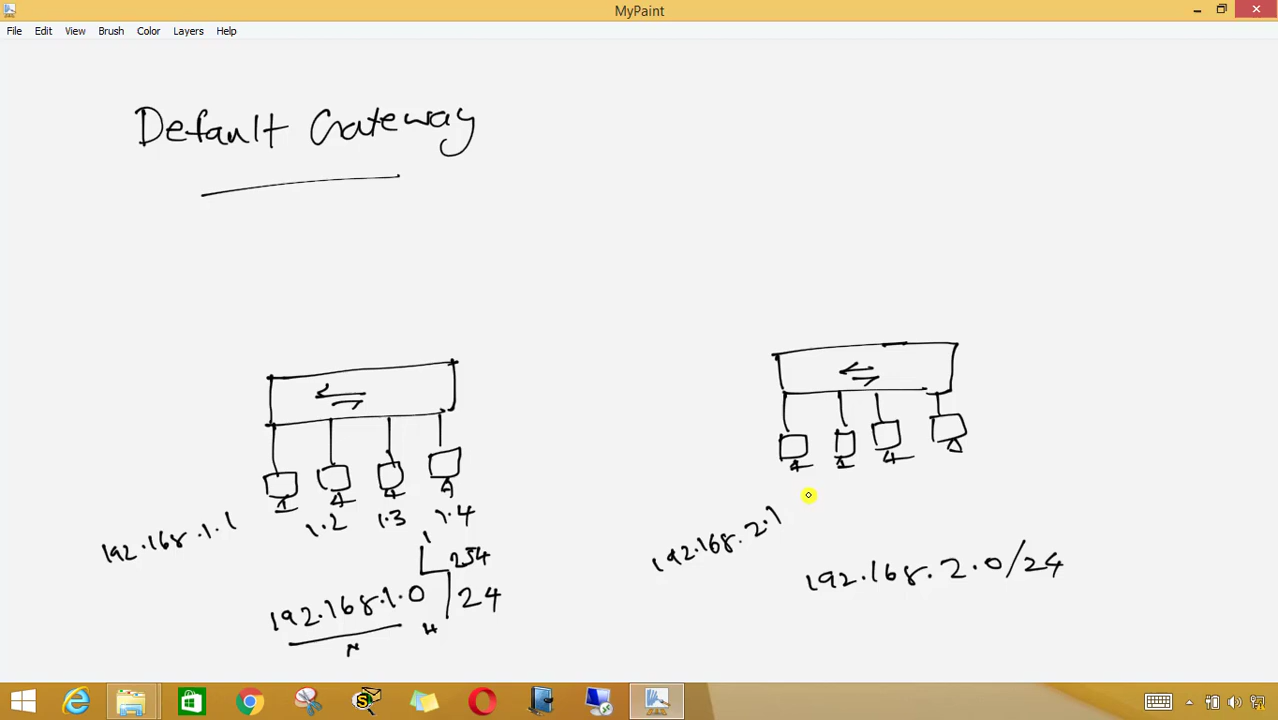 MyPaint
File Edit View Brush Color Layers Help
Default Gateway
192.168.1.1 1.2 1.3 1.4
1 254
192.168.1.0 24
N H
192.168.2.1
192.168.2.0/24